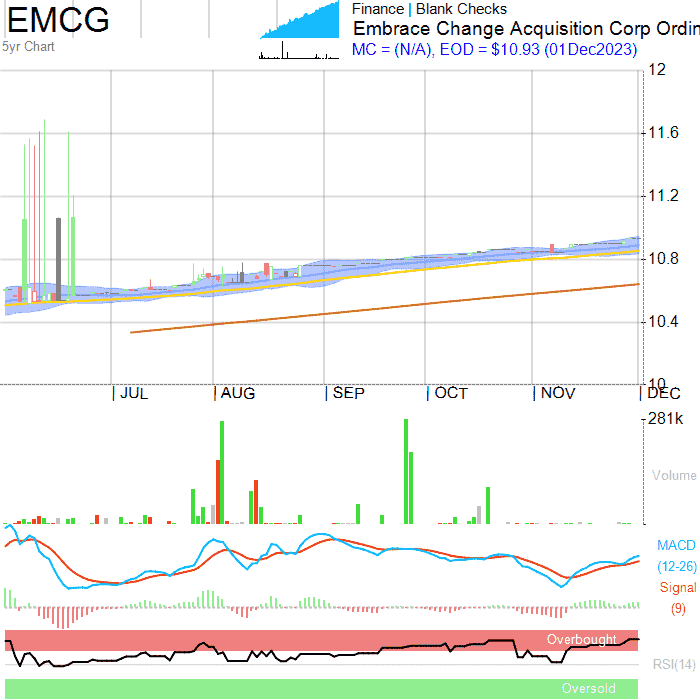 EMCG
5yr Chart
Finance | Blank Checks
Embrace Change Acquisition Corp Ordin
MC = (N/A), EOD = $10.93 (01Dec2023)
12
11.6
11.2
10.8
10.4
10
JUL AUG SEP OCT NOV DEC
281k
Volume
MACD
(12-26)
Signal
(9)
Overbought
RSI(14)
Oversold